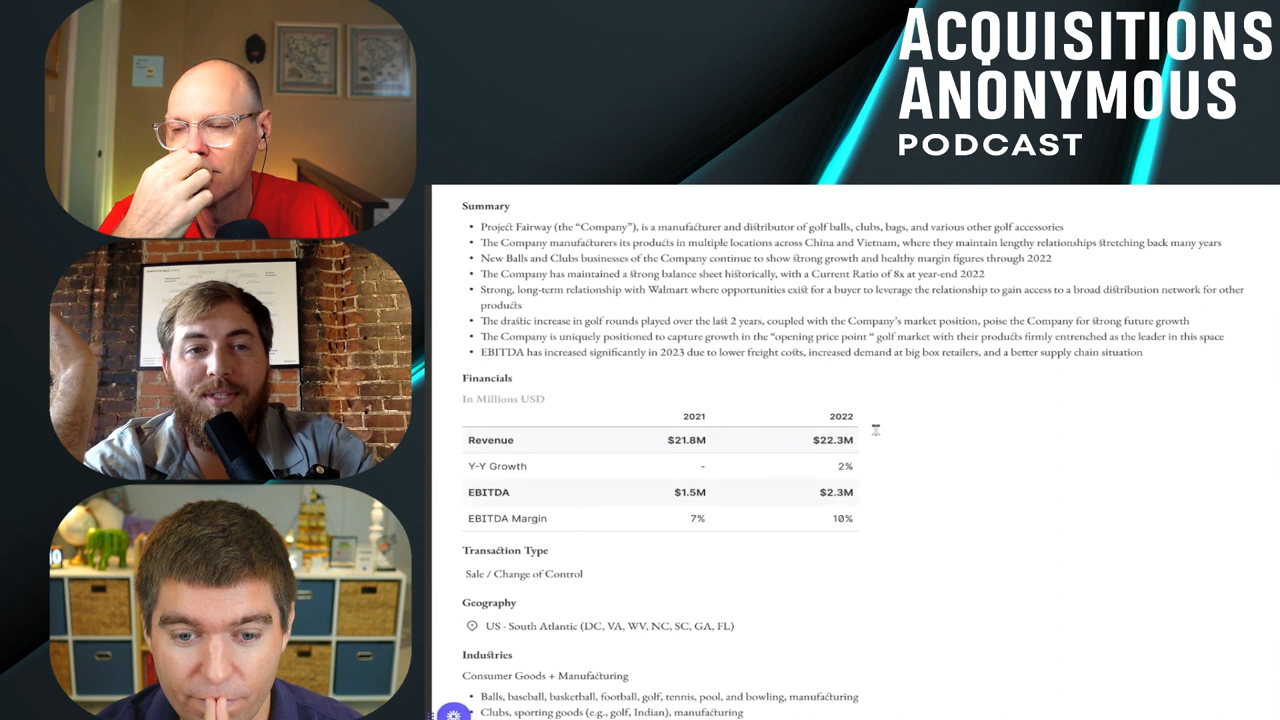 ACQUISITIONS
ANONYMOUS
PODCAST
Summary
• Project Fairway (the “Company”), is a manufacturer and distributor of golf balls, clubs, bags, and various other golf accessories
• The Company manufacturers its products in multiple locations across China and Vietnam, where they maintain lengthy relationships stretching back many years
• New Balls and Clubs businesses of the Company continue to show strong growth and healthy margin figures through 2022
• The Company has maintained a strong balance sheet historically, with a Current Ratio of 8x at year-end 2022
• Strong, long-term relationship with Walmart where opportunities exist for a buyer to leverage the relationship to gain access to a broad distribution network for other
products
• The drastic increase in golf rounds played over the last 2 years, coupled with the Company’s market position, poise the Company for strong future growth
• The Company is uniquely positioned to capture growth in the “opening price point “ golf market with their products firmly entrenched as the leader in this space
• EBITDA has increased significantly in 2023 due to lower freight costs, increased demand at big box retailers, and a better supply chain situation
Financials
In Millions USD
2021 2022
Revenue $21.8M $22.3M
Y-Y Growth - 2%
EBITDA $1.5M $2.3M
EBITDA Margin 7% 10%
Transaction Type
Sale / Change of Control
Geography
US - South Atlantic (DC, VA, WV, NC, SC, GA, FL)
Industries
Consumer Goods + Manufacturing
• Balls, baseball, basketball, football, golf, tennis, pool, and bowling, manufacturing
• Clubs, sporting goods (e.g., golf, Indian), manufacturing